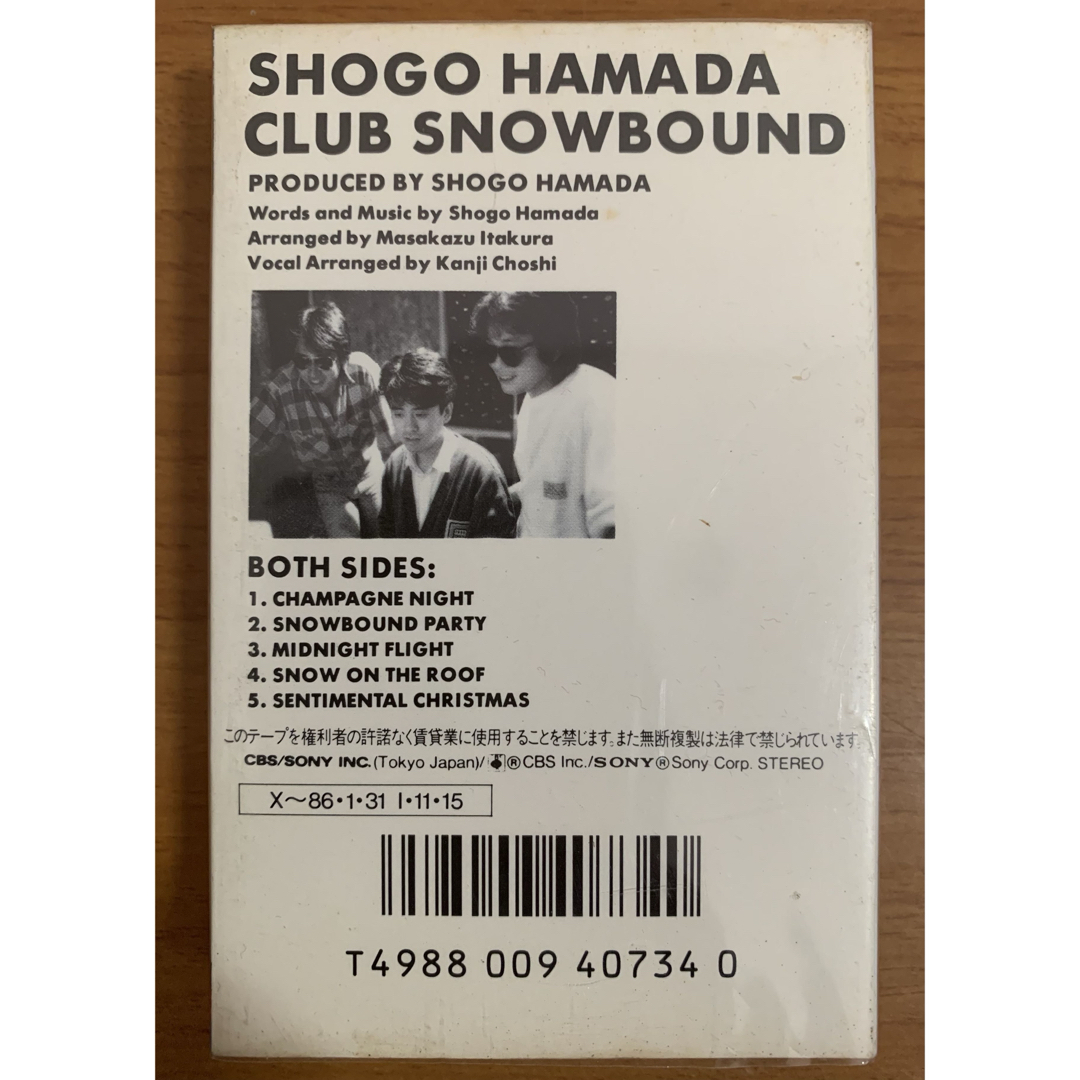 SHOGO HAMADA
CLUB SNOWBOUND
PRODUCED BY SHOGO HAMADA
Words and Music by Shogo Hamada
Arranged by Masakazu Itakura
Vocal Arranged by Kanji Choshi
BOTH SIDES:
1. CHAMPAGNE NIGHT
2. SNOWBOUND PARTY
3. MIDNIGHT FLIGHT
4. SNOW ON THE ROOF
5. SENTIMENTAL CHRISTMAS
このテープを権利者の許諾なく賃貸業に使用することを禁じます。また無断複製は法律で禁じられています。
CBS/SONY INC.(Tokyo Japan)/®CBS Inc./SONY®Sony Corp. STEREO
X〜86・1・31 I・11・15
T4988 009 40734 0